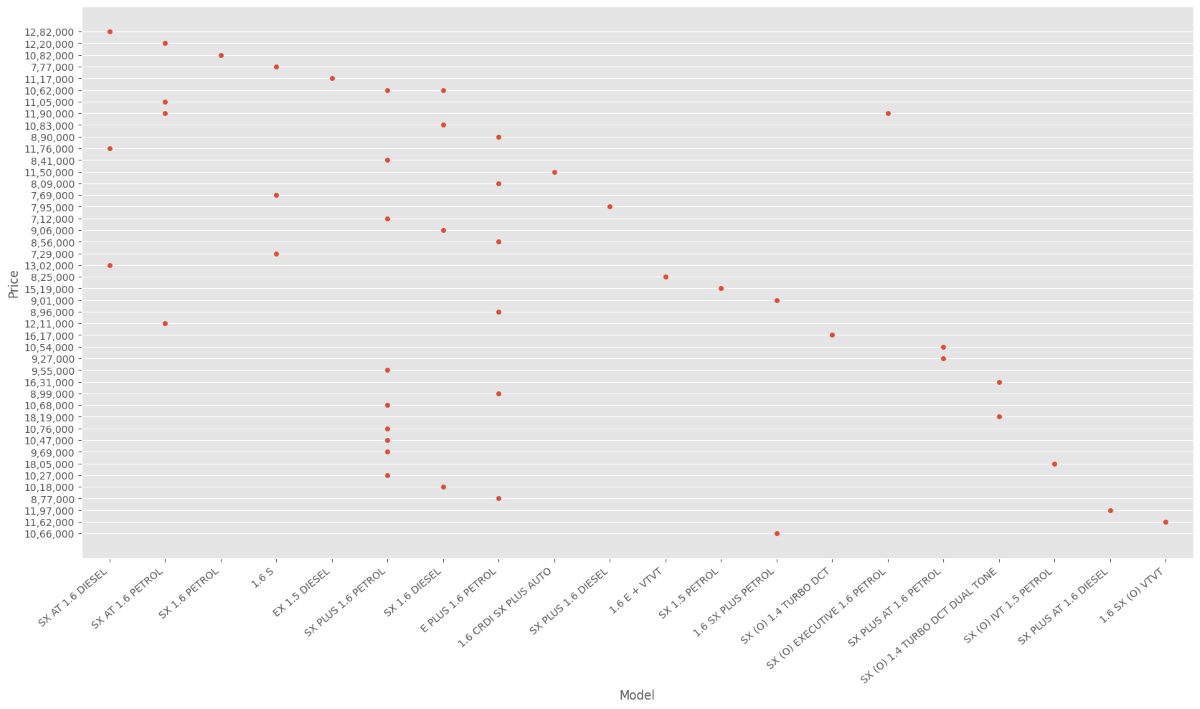 12,82,000
12,20,000
10,82,000
7,77,000
11,17,000
10,62,000
11,05,000
11,90,000
10,83,000
8,90,000
11,76,000
8,41,000
11,50,000
8,09,000
7,69,000
7,95,000
7,12,000
9,06,000
8,56,000
7,29,000
13,02,000
8,25,000
15,19,000
9,01,000
8,96,000
12,11,000
16,17,000
10,54,000
9,27,000
9,55,000
16,31,000
8,99,000
10,68,000
18,19,000
10,76,000
10,47,000
9,69,000
18,05,000
10,27,000
10,18,000
8,77,000
11,97,000
11,62,000
10,66,000
Price
SX AT 1.6 DIESEL
SX AT 1.6 PETROL
SX 1.6 PETROL
1.6 S
EX 1.5 DIESEL
SX PLUS 1.6 PETROL
SX 1.6 DIESEL
E PLUS 1.6 PETROL
1.6 CRDI SX PLUS AUTO
SX PLUS 1.6 DIESEL
1.6 E + VTVT
SX 1.5 PETROL
1.6 SX PLUS PETROL
SX (O) 1.4 TURBO DCT
SX (O) EXECUTIVE 1.6 PETROL
SX PLUS AT 1.6 PETROL
SX (O) 1.4 TURBO DCT DUAL TONE
SX (O) IVT 1.5 PETROL
SX PLUS AT 1.6 DIESEL
1.6 SX (O) VTVT
Model